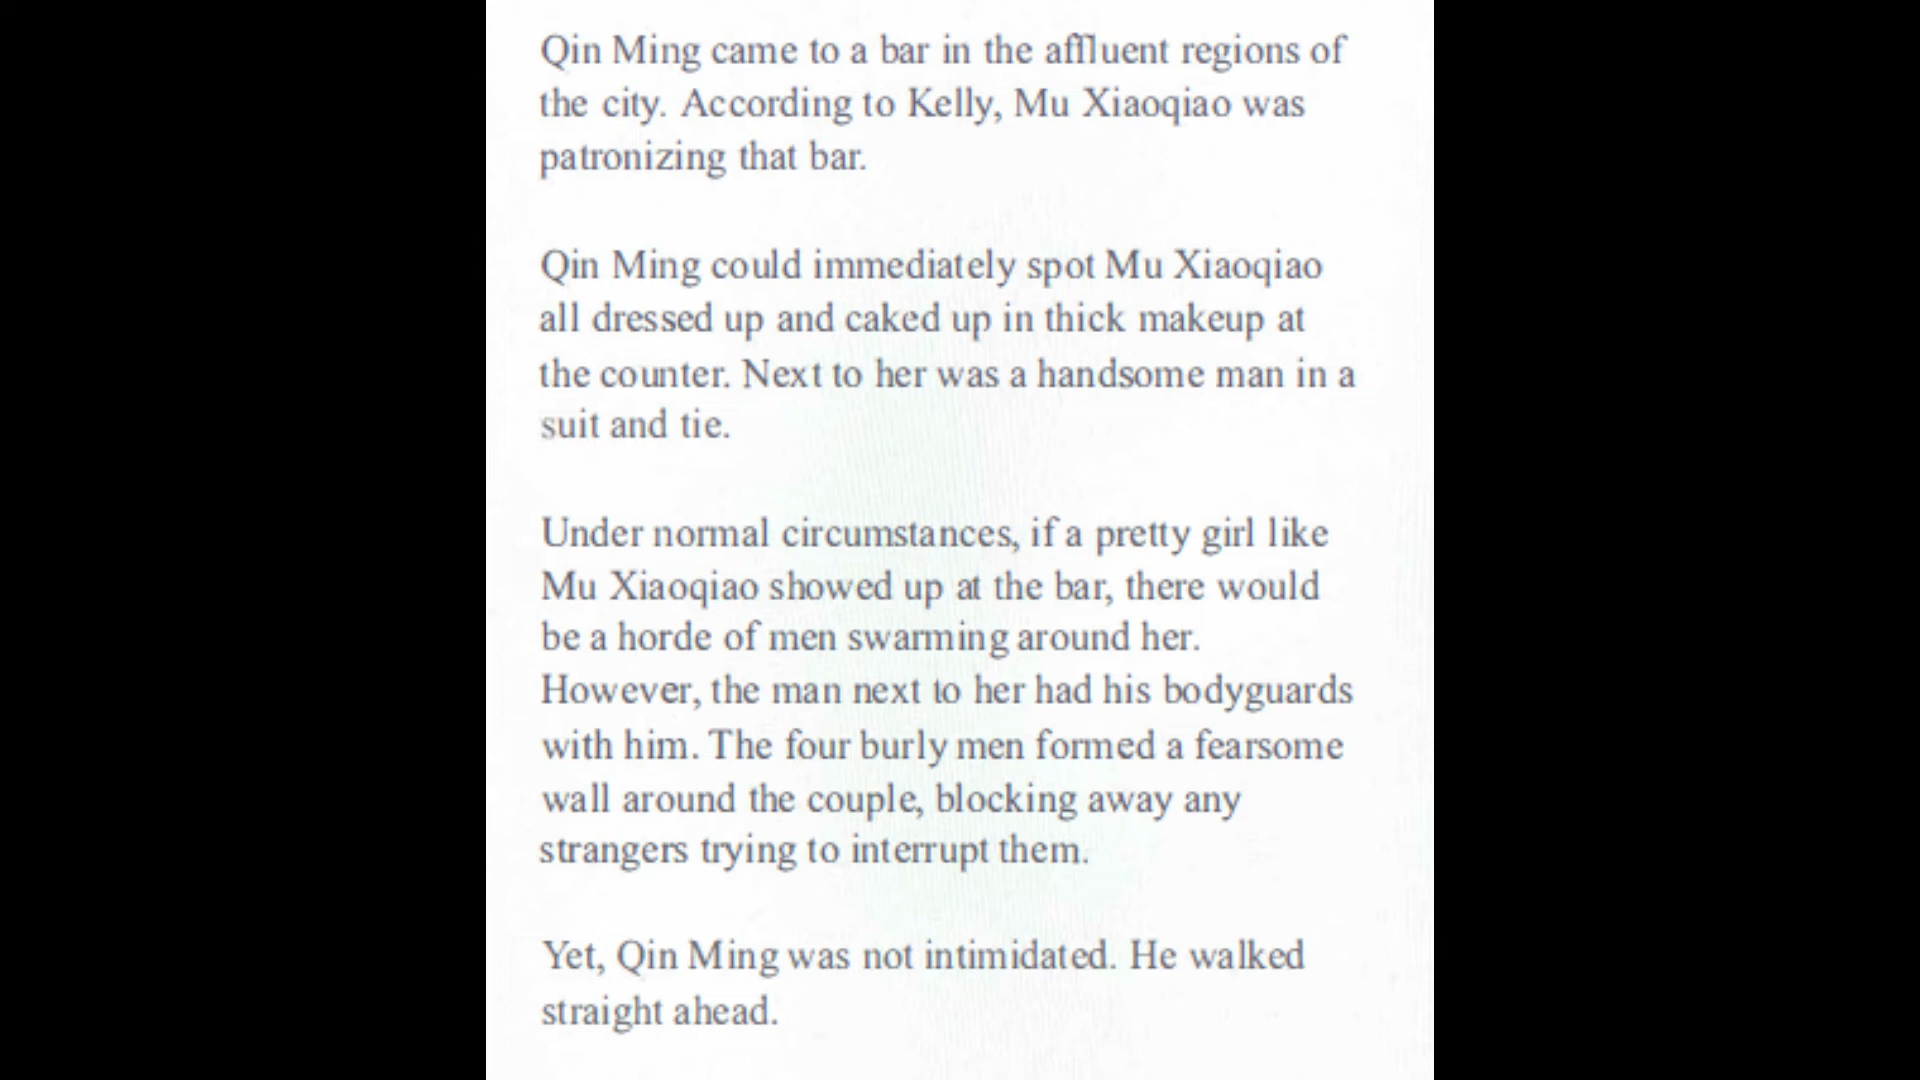 Qin Ming came to a bar in the affluent regions of
the city. According to Kelly, Mu Xiaoqiao was
patronizing that bar.
Qin Ming could immediately spot Mu Xiaoqiao
all dressed up and caked up in thick makeup at
the counter. Next to her was a handsome man in a
suit and tie.
Under normal circumstances, if a pretty girl like
Mu Xiaoqiao showed up at the bar, there would
be a horde of men swarming around her.
However, the man next to her had his bodyguards
with him. The four burly men formed a fearsome
wall around the couple, blocking away any
strangers trying to interrupt them.
Yet, Qin Ming was not intimidated. He walked
straight ahead.